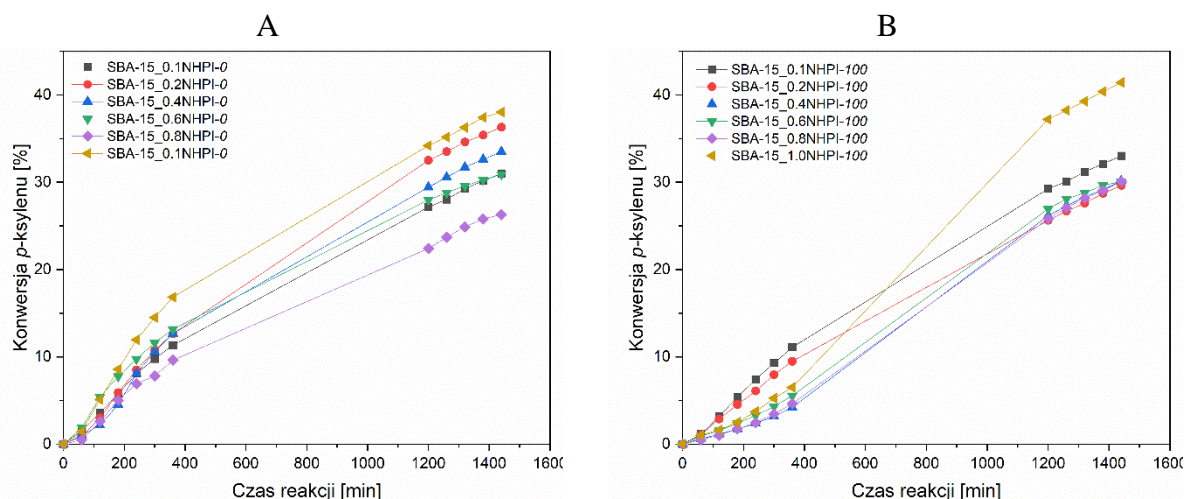 A
SBA-15_0.1NHPI-0
SBA-15_0.2NHPI-0
SBA-15_0.4NHPI-0
SBA-15_0.6NHPI-0
SBA-15_0.8NHPI-0
SBA-15_0.1NHPI-0
Konwersja p-ksylenu [%]
40
30
20
10
0
0 200 400 600 800 1000 1200 1400 1600
Czas reakcji [min]
B
SBA-15_0.1NHPI-100
SBA-15_0.2NHPI-100
SBA-15_0.4NHPI-100
SBA-15_0.6NHPI-100
SBA-15_0.8NHPI-100
SBA-15_1.0NHPI-100
Konwersja p-ksylenu [%]
40
30
20
10
0
0 200 400 600 800 1000 1200 1400 1600
Czas reakcji [min]